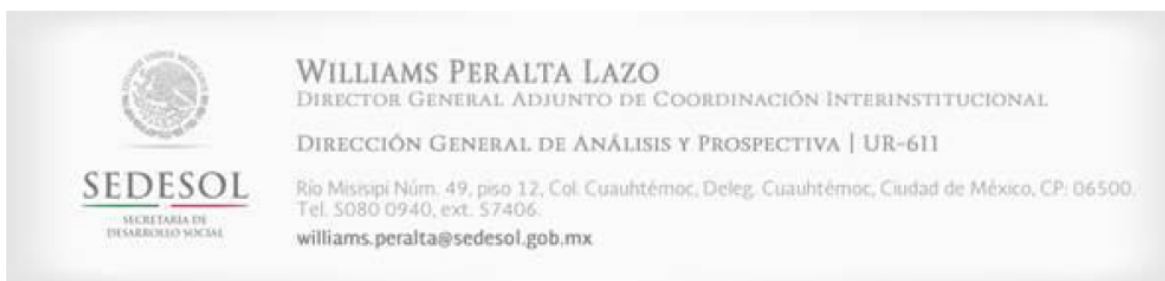 WILLIAMS PERALTA LAZO
DIRECTOR GENERAL ADJUNTO DE COORDINACIÓN INTERINSTITUCIONAL
DIRECCIÓN GENERAL DE ANÁLISIS Y PROSPECTIVA | UR-611
SEDESOL
SECRETARÍA DE
DESARROLLO SOCIAL
Río Misisipi Núm. 49, piso 12, Col. Cuauhtémoc, Deleg. Cuauhtémoc, Ciudad de México, CP: 06500.
Tel. 5080 0940, ext. 57406.
williams.peralta@sedesol.gob.mx